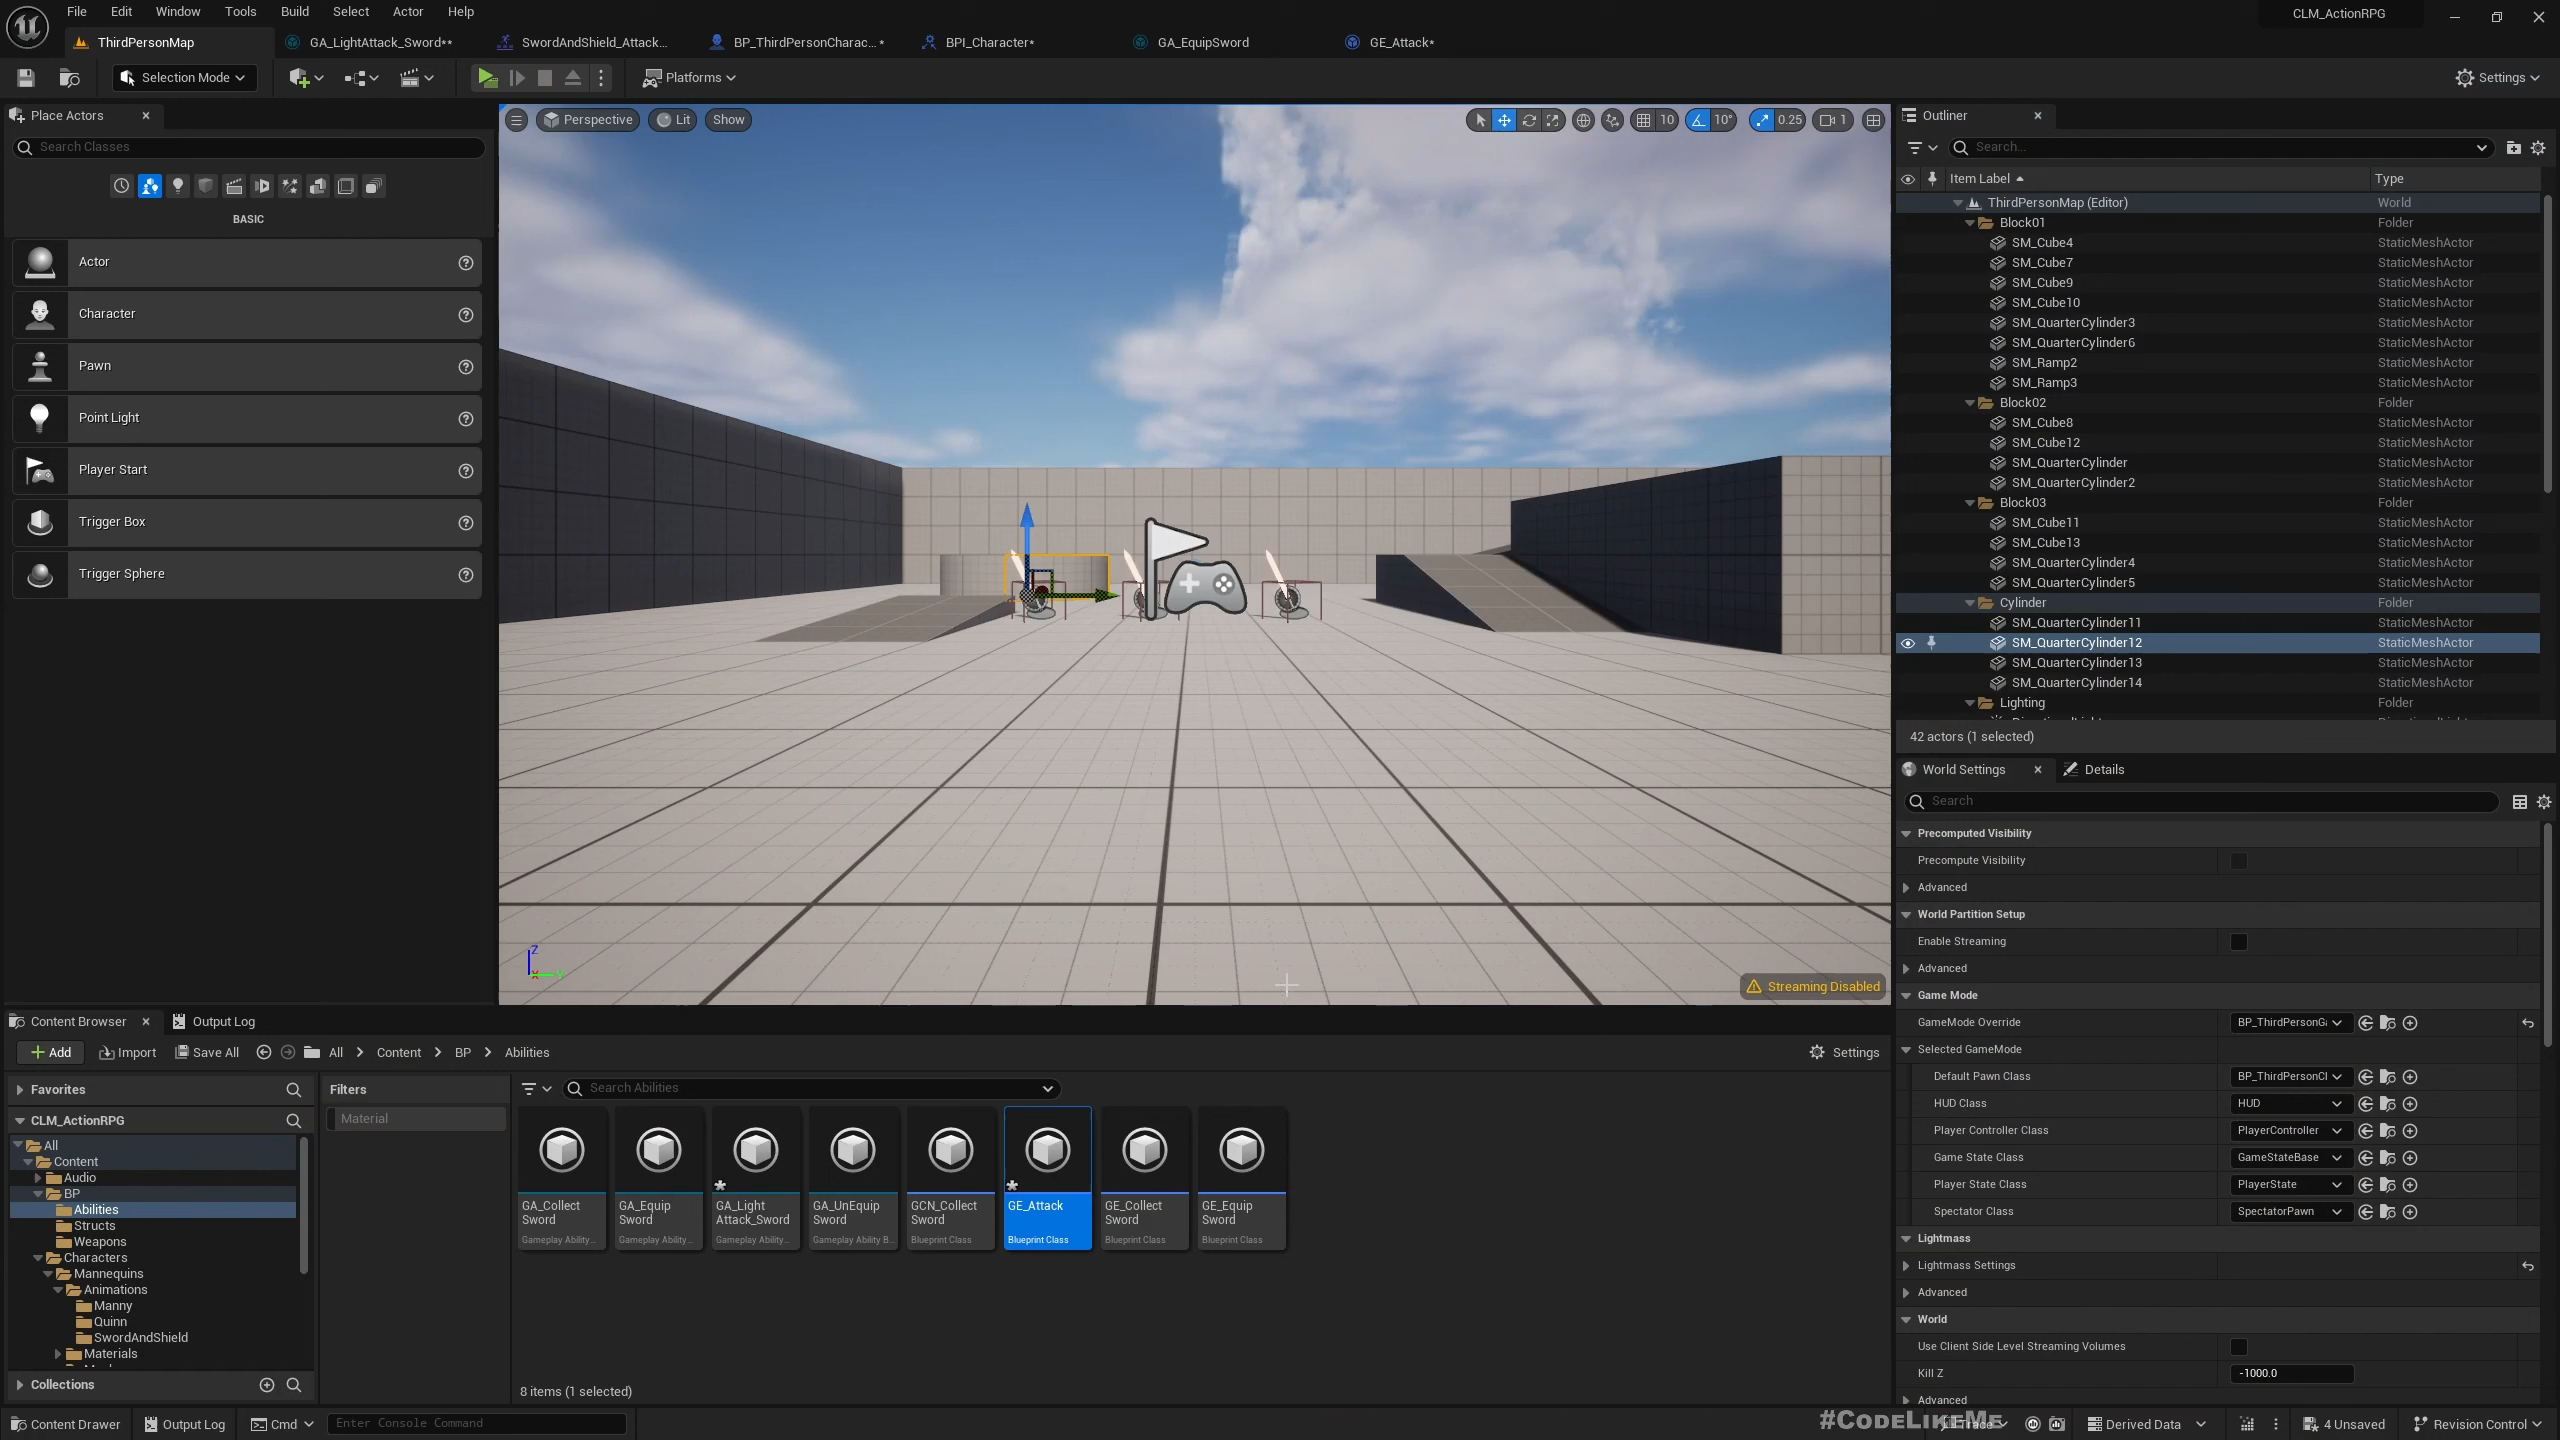 File Edit Window Tools Build Select Actor Help
CLM_ActionRPG
ThirdPersonMap
GA_LightAttack_Sword**
SwordAndShield_Attack...
BP_ThirdPersonCharac... *
BPI_Character*
GA_EquipSword
GE_Attack*
Selection Mode
Platforms
Settings
Place Actors
Search Classes
BASIC
Actor
Character
Pawn
Point Light
Player Start
Trigger Box
Trigger Sphere
Perspective
Lit
Show
10
10°
0.25
1
Z
Y
Streaming Disabled
Outliner
Search...
Item Label
Type
ThirdPersonMap (Editor) World
Block01 Folder
SM_Cube4 StaticMeshActor
SM_Cube7 StaticMeshActor
SM_Cube9 StaticMeshActor
SM_Cube10 StaticMeshActor
SM_QuarterCylinder3 StaticMeshActor
SM_QuarterCylinder6 StaticMeshActor
SM_Ramp2 StaticMeshActor
SM_Ramp3 StaticMeshActor
Block02 Folder
SM_Cube8 StaticMeshActor
SM_Cube12 StaticMeshActor
SM_QuarterCylinder StaticMeshActor
SM_QuarterCylinder2 StaticMeshActor
Block03 Folder
SM_Cube11 StaticMeshActor
SM_Cube13 StaticMeshActor
SM_QuarterCylinder4 StaticMeshActor
SM_QuarterCylinder5 StaticMeshActor
Cylinder Folder
SM_QuarterCylinder11 StaticMeshActor
SM_QuarterCylinder12 StaticMeshActor
SM_QuarterCylinder13 StaticMeshActor
SM_QuarterCylinder14 StaticMeshActor
Lighting Folder
42 actors (1 selected)
World Settings
Details
Search
Precomputed Visibility
Precompute Visibility
Advanced
World Partition Setup
Enable Streaming
Advanced
Game Mode
GameMode Override BP_ThirdPersonGa
Selected GameMode
Default Pawn Class BP_ThirdPersonCl
HUD Class HUD
Player Controller Class PlayerController
Game State Class GameStateBase
Player State Class PlayerState
Spectator Class SpectatorPawn
Lightmass
Lightmass Settings
Advanced
World
Use Client Side Level Streaming Volumes
Kill Z -1000.0
Advanced
Content Browser
Output Log
Add
Import
Save All
All
Content
BP
Abilities
Settings
Favorites
CLM_ActionRPG
All
Content
Audio
BP
Abilities
Structs
Weapons
Characters
Mannequins
Animations
Manny
Quinn
SwordAndShield
Materials
Collections
Filters
Material
Search Abilities
GA_Collect
Sword
Gameplay Ability...
GA_Equip
Sword
Gameplay Ability...
GA_Light
Attack_Sword
Gameplay Ability...
GA_UnEquip
Sword
Gameplay Ability B...
GCN_Collect
Sword
Blueprint Class
GE_Attack
Blueprint Class
GE_Collect
Sword
Blueprint Class
GE_Equip
Sword
Blueprint Class
8 items (1 selected)
Content Drawer
Output Log
Cmd
Enter Console Command
#CodeLikeMe
Trace
Derived Data
4 Unsaved
Revision Control